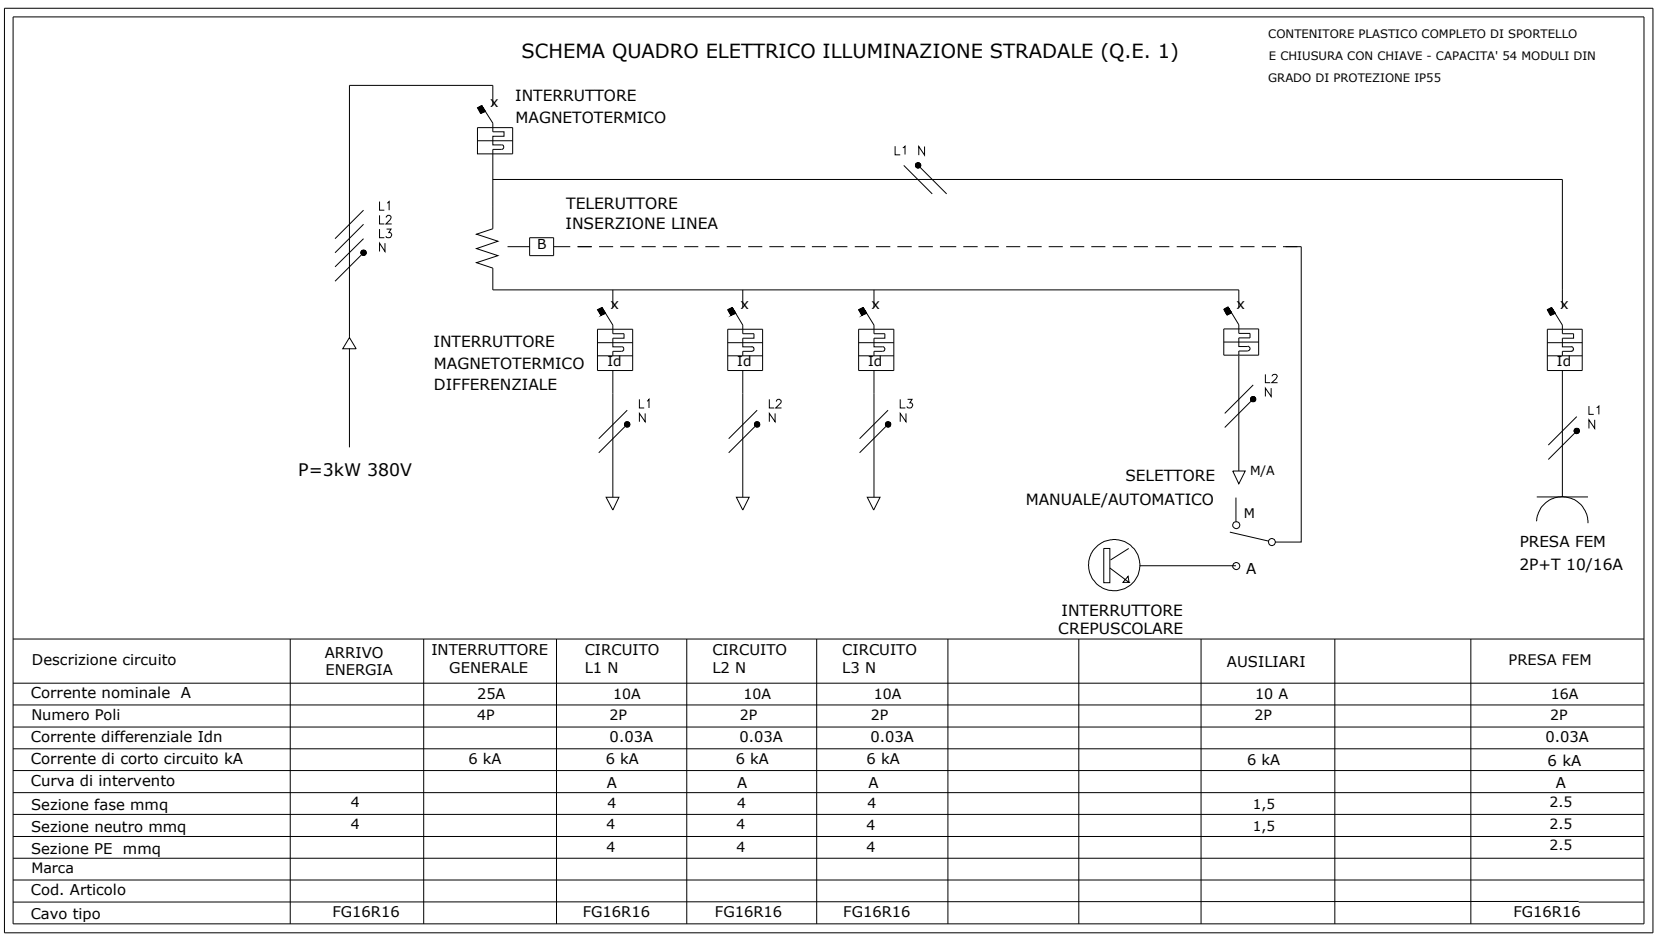 SCHEMA QUADRO ELETTRICO ILLUMINAZIONE STRADALE (Q.E. 1)
CONTENITORE PLASTICO COMPLETO DI SPORTELLO
E CHIUSURA CON CHIAVE - CAPACITA' 54 MODULI DIN
GRADO DI PROTEZIONE IP55
x
INTERRUTTORE
MAGNETOTERMICO
L1 N
L1
L2
L3
N
TELERUTTORE
INSERZIONE LINEA
B
x
x
x
x
x
INTERRUTTORE
MAGNETOTERMICO
DIFFERENZIALE
Id
Id
Id
Id
L1
N
L2
N
L3
N
L2
N
L1
N
P=3kW 380V
SELETTORE
MANUALE/AUTOMATICO
M/A
M
A
INTERRUTTORE
CREPUSCOLARE
PRESA FEM
2P+T 10/16A
Descrizione circuito ARRIVO ENERGIA INTERRUTTORE GENERALE CIRCUITO L1 N CIRCUITO L2 N CIRCUITO L3 N AUSILIARI PRESA FEM
Corrente nominale A 25A 10A 10A 10A 10 A 16A
Numero Poli 4P 2P 2P 2P 2P 2P
Corrente differenziale Idn 0.03A 0.03A 0.03A 0.03A
Corrente di corto circuito kA 6 kA 6 kA 6 kA 6 kA 6 kA 6 kA
Curva di intervento A A A A
Sezione fase mmq 4 4 4 4 1,5 2.5
Sezione neutro mmq 4 4 4 4 1,5 2.5
Sezione PE mmq 4 4 4 2.5
Marca
Cod. Articolo
Cavo tipo FG16R16 FG16R16 FG16R16 FG16R16 FG16R16